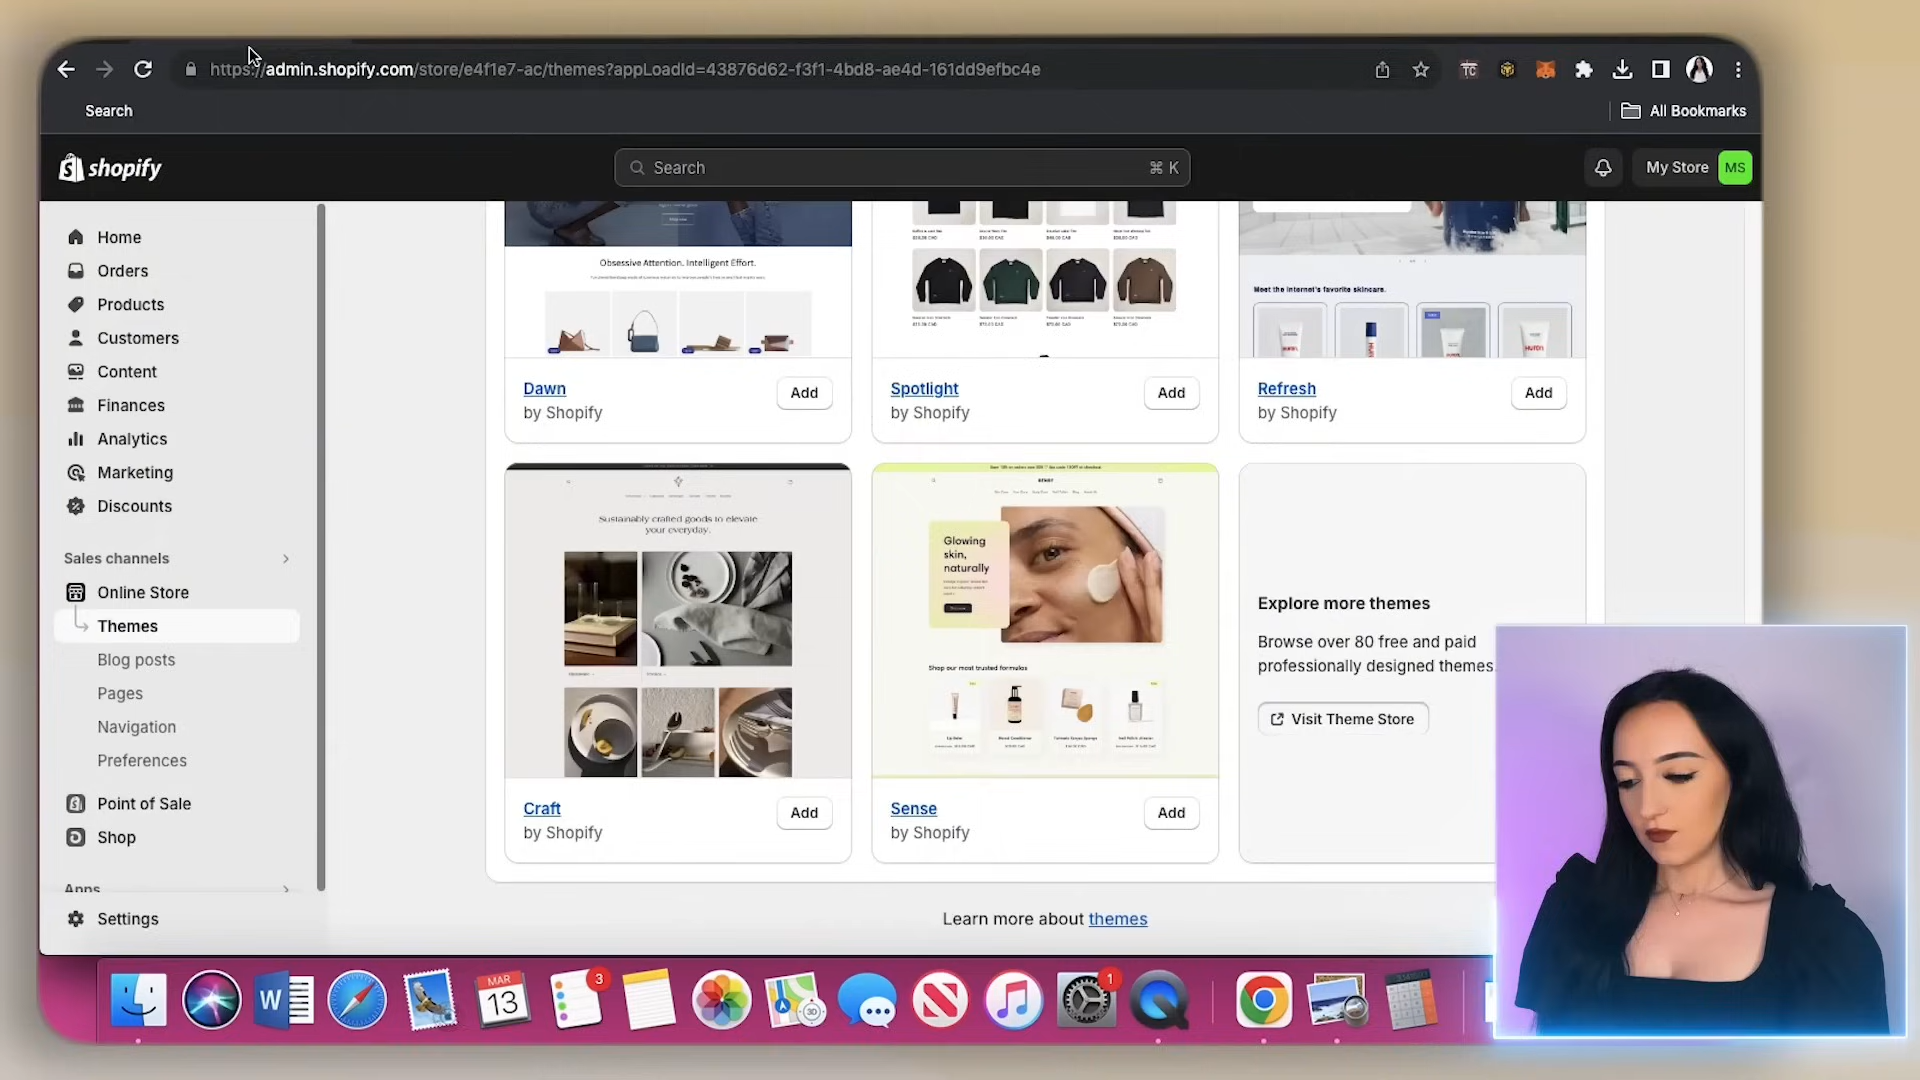 https://admin.shopify.com/store/e4f1e7-ac/themes?appLoadId=43876d62-f3f1-4bd8-ae4d-161dd9efbc4e
TC
Search
All Bookmarks
shopify
Search
⌘ K
My Store
MS
Home
Orders
Products
Customers
Content
Finances
Analytics
Marketing
Discounts
Sales channels
Online Store
Themes
Blog posts
Pages
Navigation
Preferences
Point of Sale
Shop
Apps
Settings
Obsessive Attention. Intelligent Effort.
Meet the internet's favorite skincare.
Dawn
by Shopify
Add
Spotlight
by Shopify
Add
Refresh
by Shopify
Add
Sustainably crafted goods to elevate
your everyday.
Glowing
skin,
naturally
Shop our most trusted formulas
Explore more themes
Browse over 80 free and paid
professionally designed themes
Visit Theme Store
Craft
by Shopify
Add
Sense
by Shopify
Add
Learn more about themes
W
MAR
13
3
3D
1